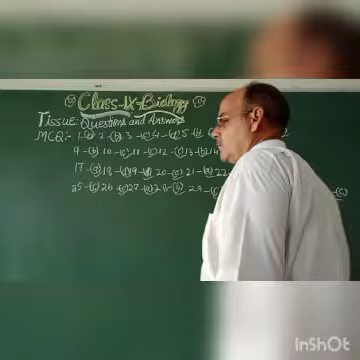 Class-IX-Biology
Tissue: Questions and Answers
MCQ:- 1-(b) 2-(b) 3-(c) 4-(d) 5-(b)
9-(b) 10-(c) 11-(c) 12-(c) 13-(b) 14
17-(a) 18-(b) 19-(d) 20-(c) 21-(a) 22
25-(c) 26-(c) 27-(a) 28-(b) 29-(c) -(c)
InShOt